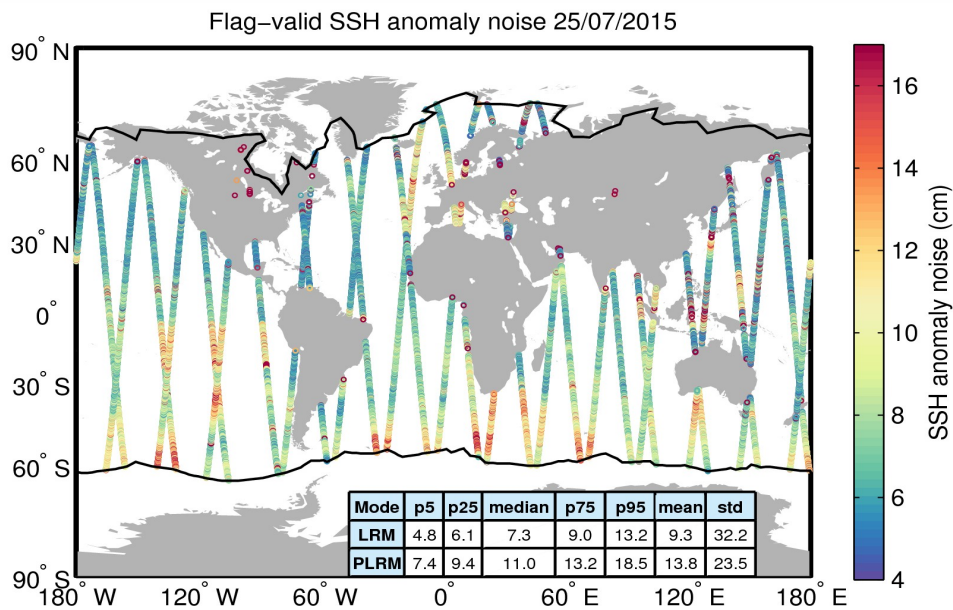 Flag−valid SSH anomaly noise 25/07/2015
90° N
60° N
30° N
0°
30° S
60° S
90° S
180° W
120° W
60° W
0°
60° E
120° E
180° E
16
14
12
10
8
6
4
SSH anomaly noise (cm)
Mode p5 p25 median p75 p95 mean std
LRM 4.8 6.1 7.3 9.0 13.2 9.3 32.2
PLRM 7.4 9.4 11.0 13.2 18.5 13.8 23.5